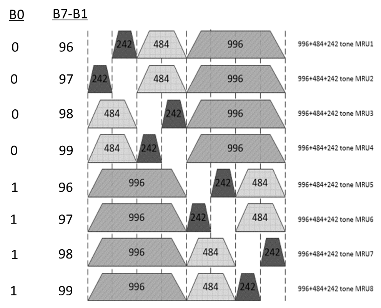 B0 B7-B1
0 96 242 484 996 996+484+242 tone MRU1
0 97 242 484 996 996+484+242 tone MRU2
0 98 484 242 996 996+484+242 tone MRU3
0 99 484 242 996 996+484+242 tone MRU4
1 96 996 242 484 996+484+242 tone MRU5
1 97 996 242 484 996+484+242 tone MRU6
1 98 996 484 242 996+484+242 tone MRU7
1 99 996 484 242 996+484+242 tone MRU8